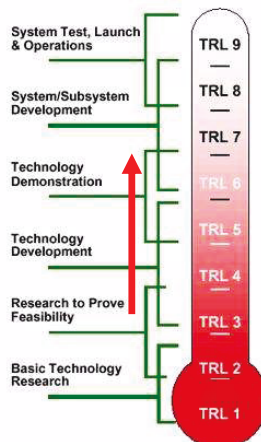 System Test, Launch
& Operations
System/Subsystem
Development
Technology
Demonstration
Technology
Development
Research to Prove
Feasibility
Basic Technology
Research
TRL 9
TRL 8
TRL 7
TRL 6
TRL 5
TRL 4
TRL 3
TRL 2
TRL 1